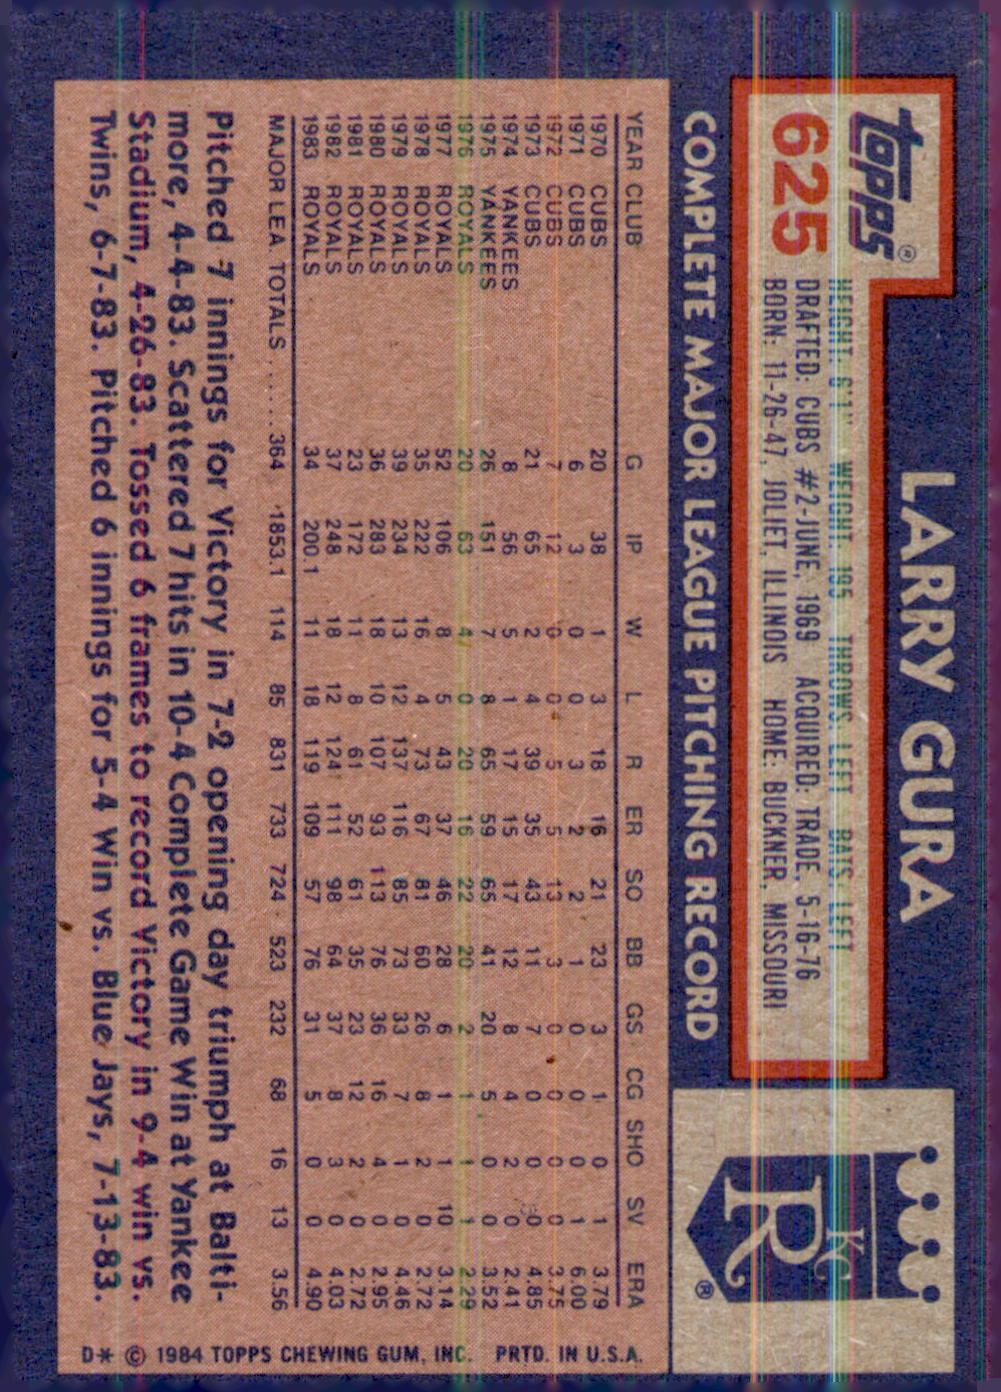 LARRY GURA
topps®
625
HEIGHT: 6'1" WEIGHT: 195 THROWS: LEFT BATS: LEFT
DRAFTED: CUBS #2-JUNE, 1969 ACQUIRED: TRADE, 5-16-76
BORN: 11-26-47, JOLIET, ILLINOIS HOME: BUCKNER, MISSOURI
KC
R®
COMPLETE MAJOR LEAGUE PITCHING RECORD
YEAR CLUB G IP W L R ER SO BB GS CG SHO SV ERA
1970 CUBS 20 38 1 3 18 16 21 23 3 1 0 1 3.79
1971 CUBS 6 3 0 0 3 2 2 1 0 0 0 1 6.00
1972 CUBS 7 12 0 0 5 5 13 3 0 0 0 0 3.75
1973 CUBS 21 65 2 4 39 35 43 11 7 0 0 0 4.85
1974 YANKEES 8 56 5 1 17 15 17 12 8 4 2 0 2.41
1975 YANKEES 26 151 7 8 65 59 65 41 20 5 0 0 3.52
1976 ROYALS 20 63 4 0 20 16 22 20 2 1 1 1 2.29
1977 ROYALS 52 106 8 5 43 37 46 28 6 1 1 10 3.14
1978 ROYALS 35 222 16 4 73 67 81 60 26 8 2 0 2.72
1979 ROYALS 39 234 13 12 137 116 85 73 33 7 1 0 4.46
1980 ROYALS 36 283 18 10 107 93 113 76 36 16 4 0 2.95
1981 ROYALS 23 172 11 8 61 52 61 35 23 12 2 0 2.72
1982 ROYALS 37 248 18 12 124 111 98 64 37 8 3 0 4.03
1983 ROYALS 34 200.1 11 18 119 109 57 76 31 5 0 0 4.90
MAJOR LEA. TOTALS ..... 364 1853.1 114 85 831 733 724 523 232 68 16 13 3.56
Pitched 7 innings for Victory in 7-2 opening day triumph at Balti-
more, 4-4-83. Scattered 7 hits in 10-4 Complete Game Win at Yankee
Stadium, 4-26-83. Tossed 6 frames to record Victory in 9-4 win vs.
Twins, 6-7-83. Pitched 6 innings for 5-4 Win vs. Blue Jays, 7-13-83.
D* © 1984 TOPPS CHEWING GUM, INC. PRTD. IN U.S.A.